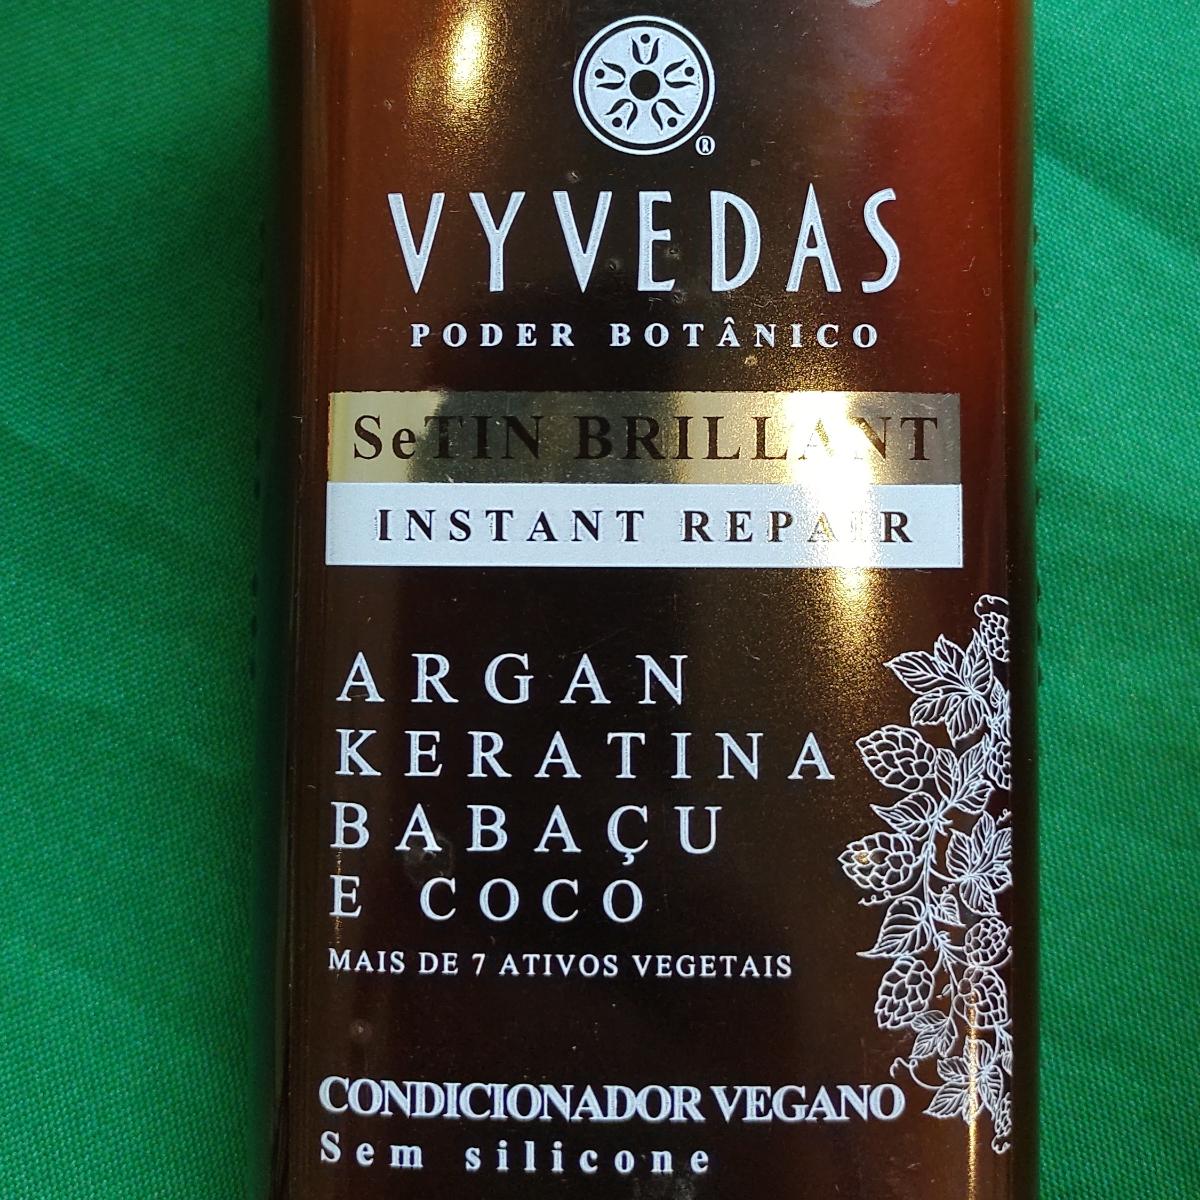 ®
VYVEDAS
PODER BOTÂNICO
SeTIN BRILLANT
INSTANT REPAIR
ARGAN
KERATINA
BABAÇU
E COCO
MAIS DE 7 ATIVOS VEGETAIS
CONDICIONADOR VEGANO
Sem silicone